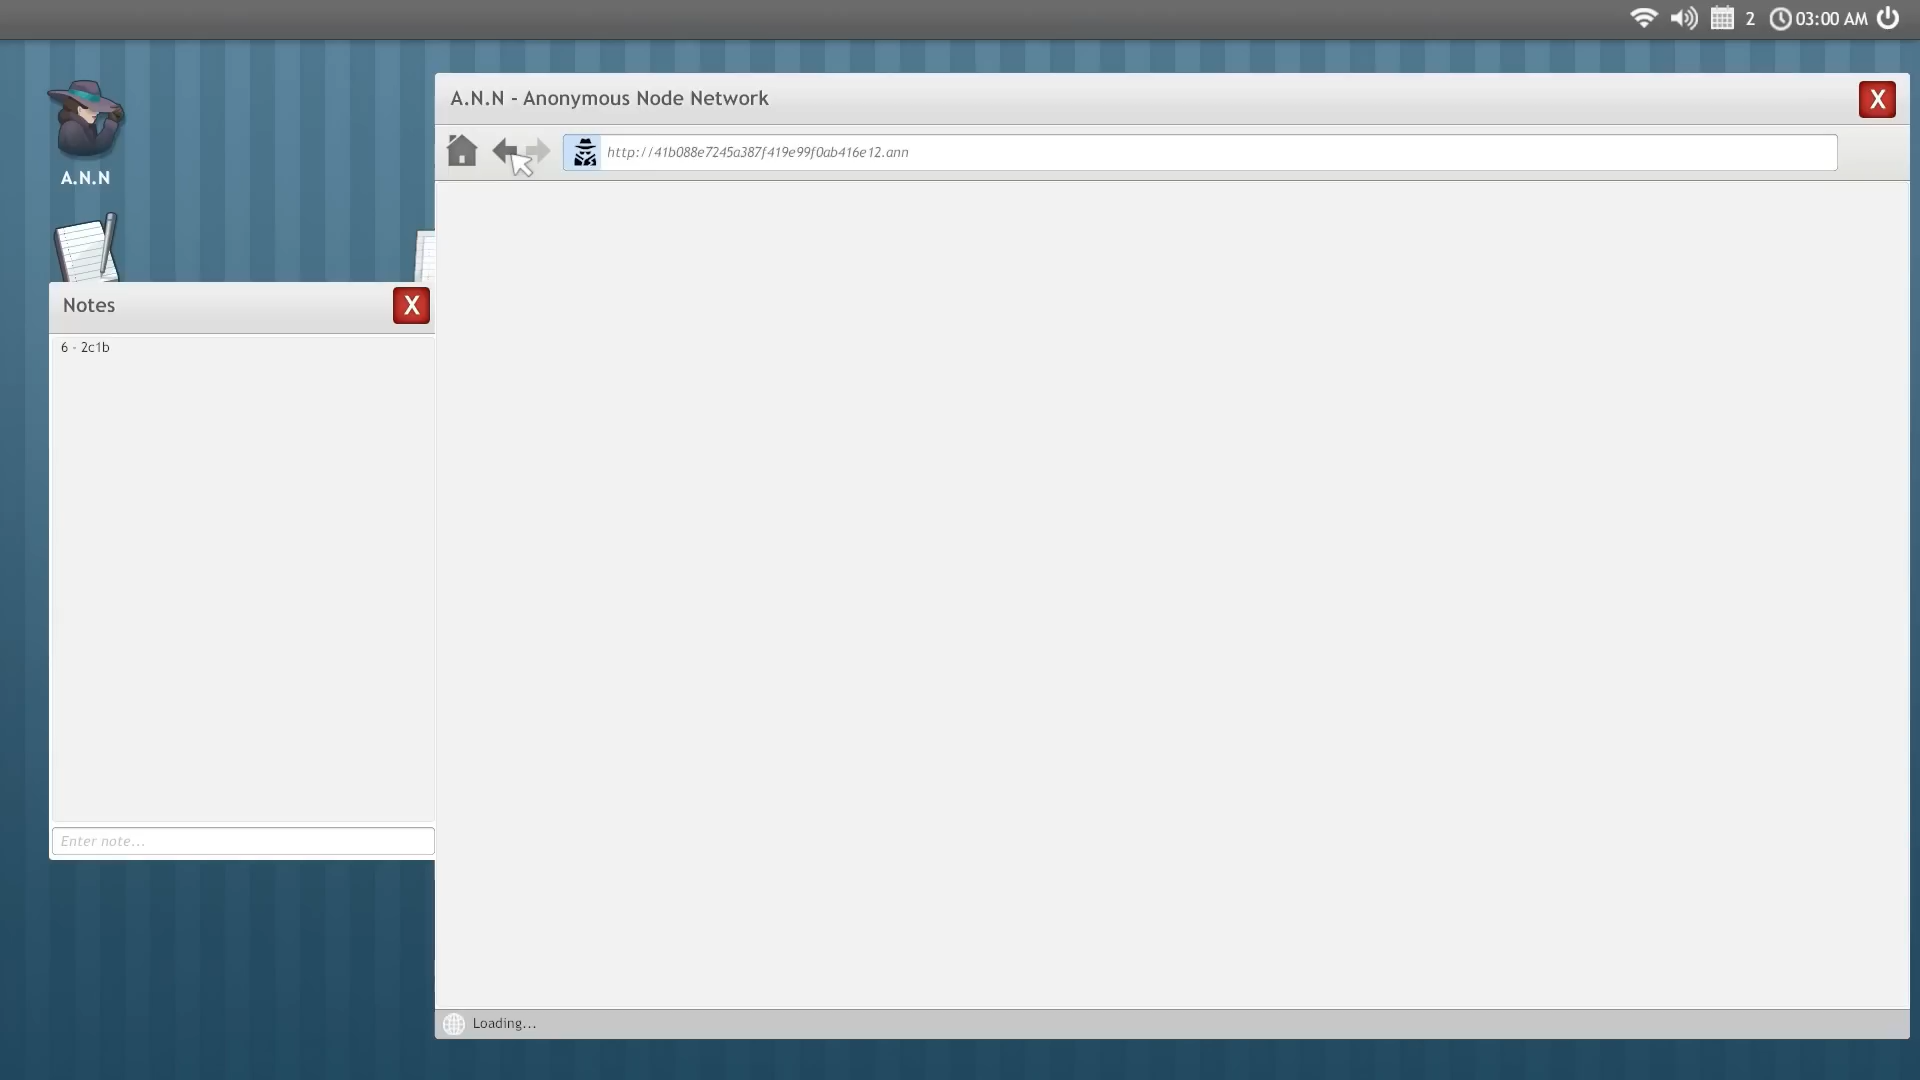 2
03:00 AM
A.N.N - Anonymous Node Network
X
http://41b088e7245a387f419e99f0ab416e12.ann
A.N.N
Notes
X
6 - 2c1b
Enter note...
Loading...